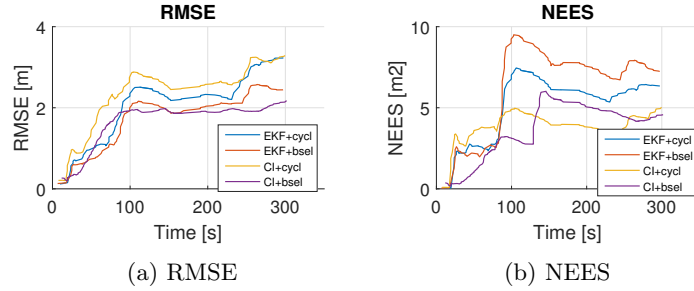 RMSE
RMSE [m]
4
2
0
0
100
200
300
Time [s]
EKF+cycl
EKF+bsel
CI+cycl
CI+bsel
(a) RMSE
NEES
NEES [m2]
10
5
0
0
100
200
300
Time [s]
EKF+cycl
EKF+bsel
CI+cycl
CI+bsel
(b) NEES